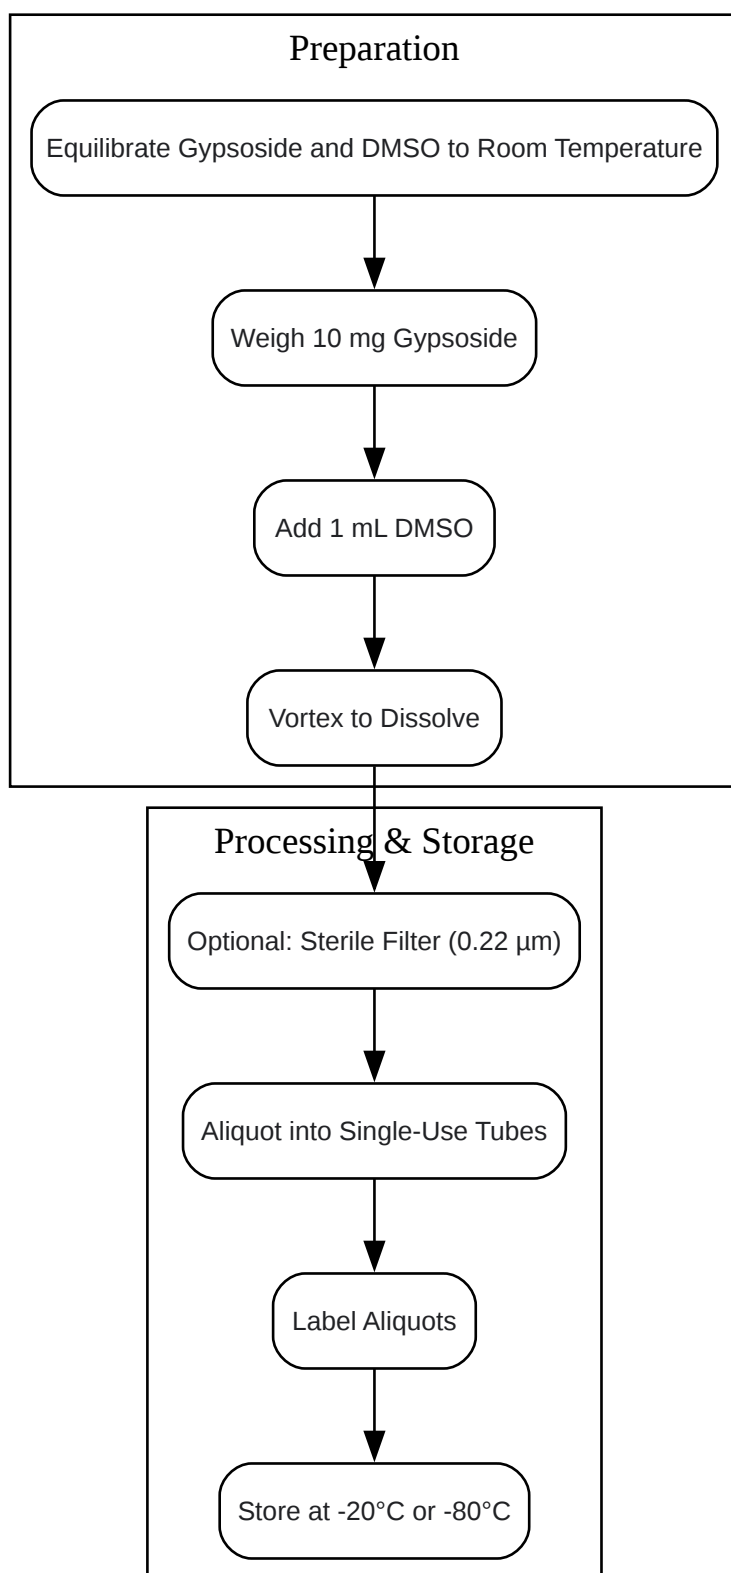 Preparation
Equilibrate Gypsoside and DMSO to Room Temperature
Weigh 10 mg Gypsoside
Add 1 mL DMSO
Vortex to Dissolve
Processing & Storage
Optional: Sterile Filter (0.22 µm)
Aliquot into Single-Use Tubes
Label Aliquots
Store at -20°C or -80°C